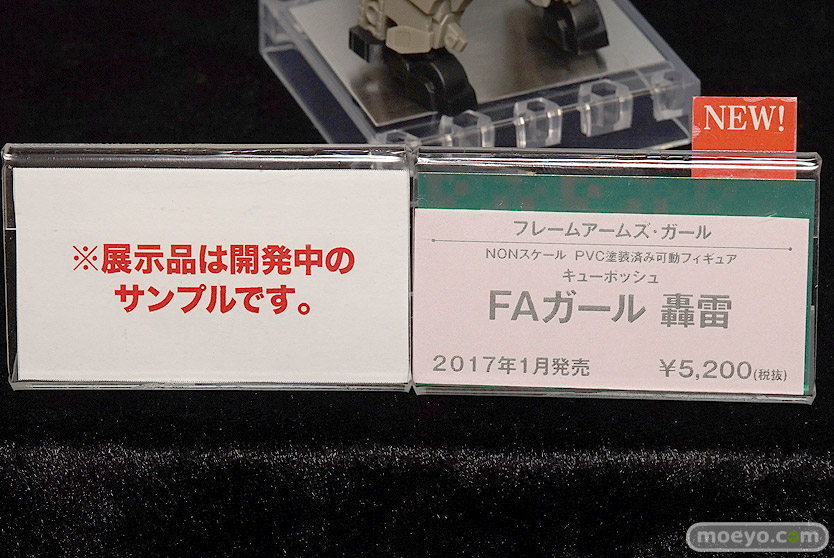 NEW!
※展示品は開発中の
サンプルです。
フレームアームズ・ガール
NONスケール PVC塗装済み可動フィギュア
キューポッシュ
FAガール 轟雷
2017年1月発売 ¥5,200(税抜)
moeyo.com